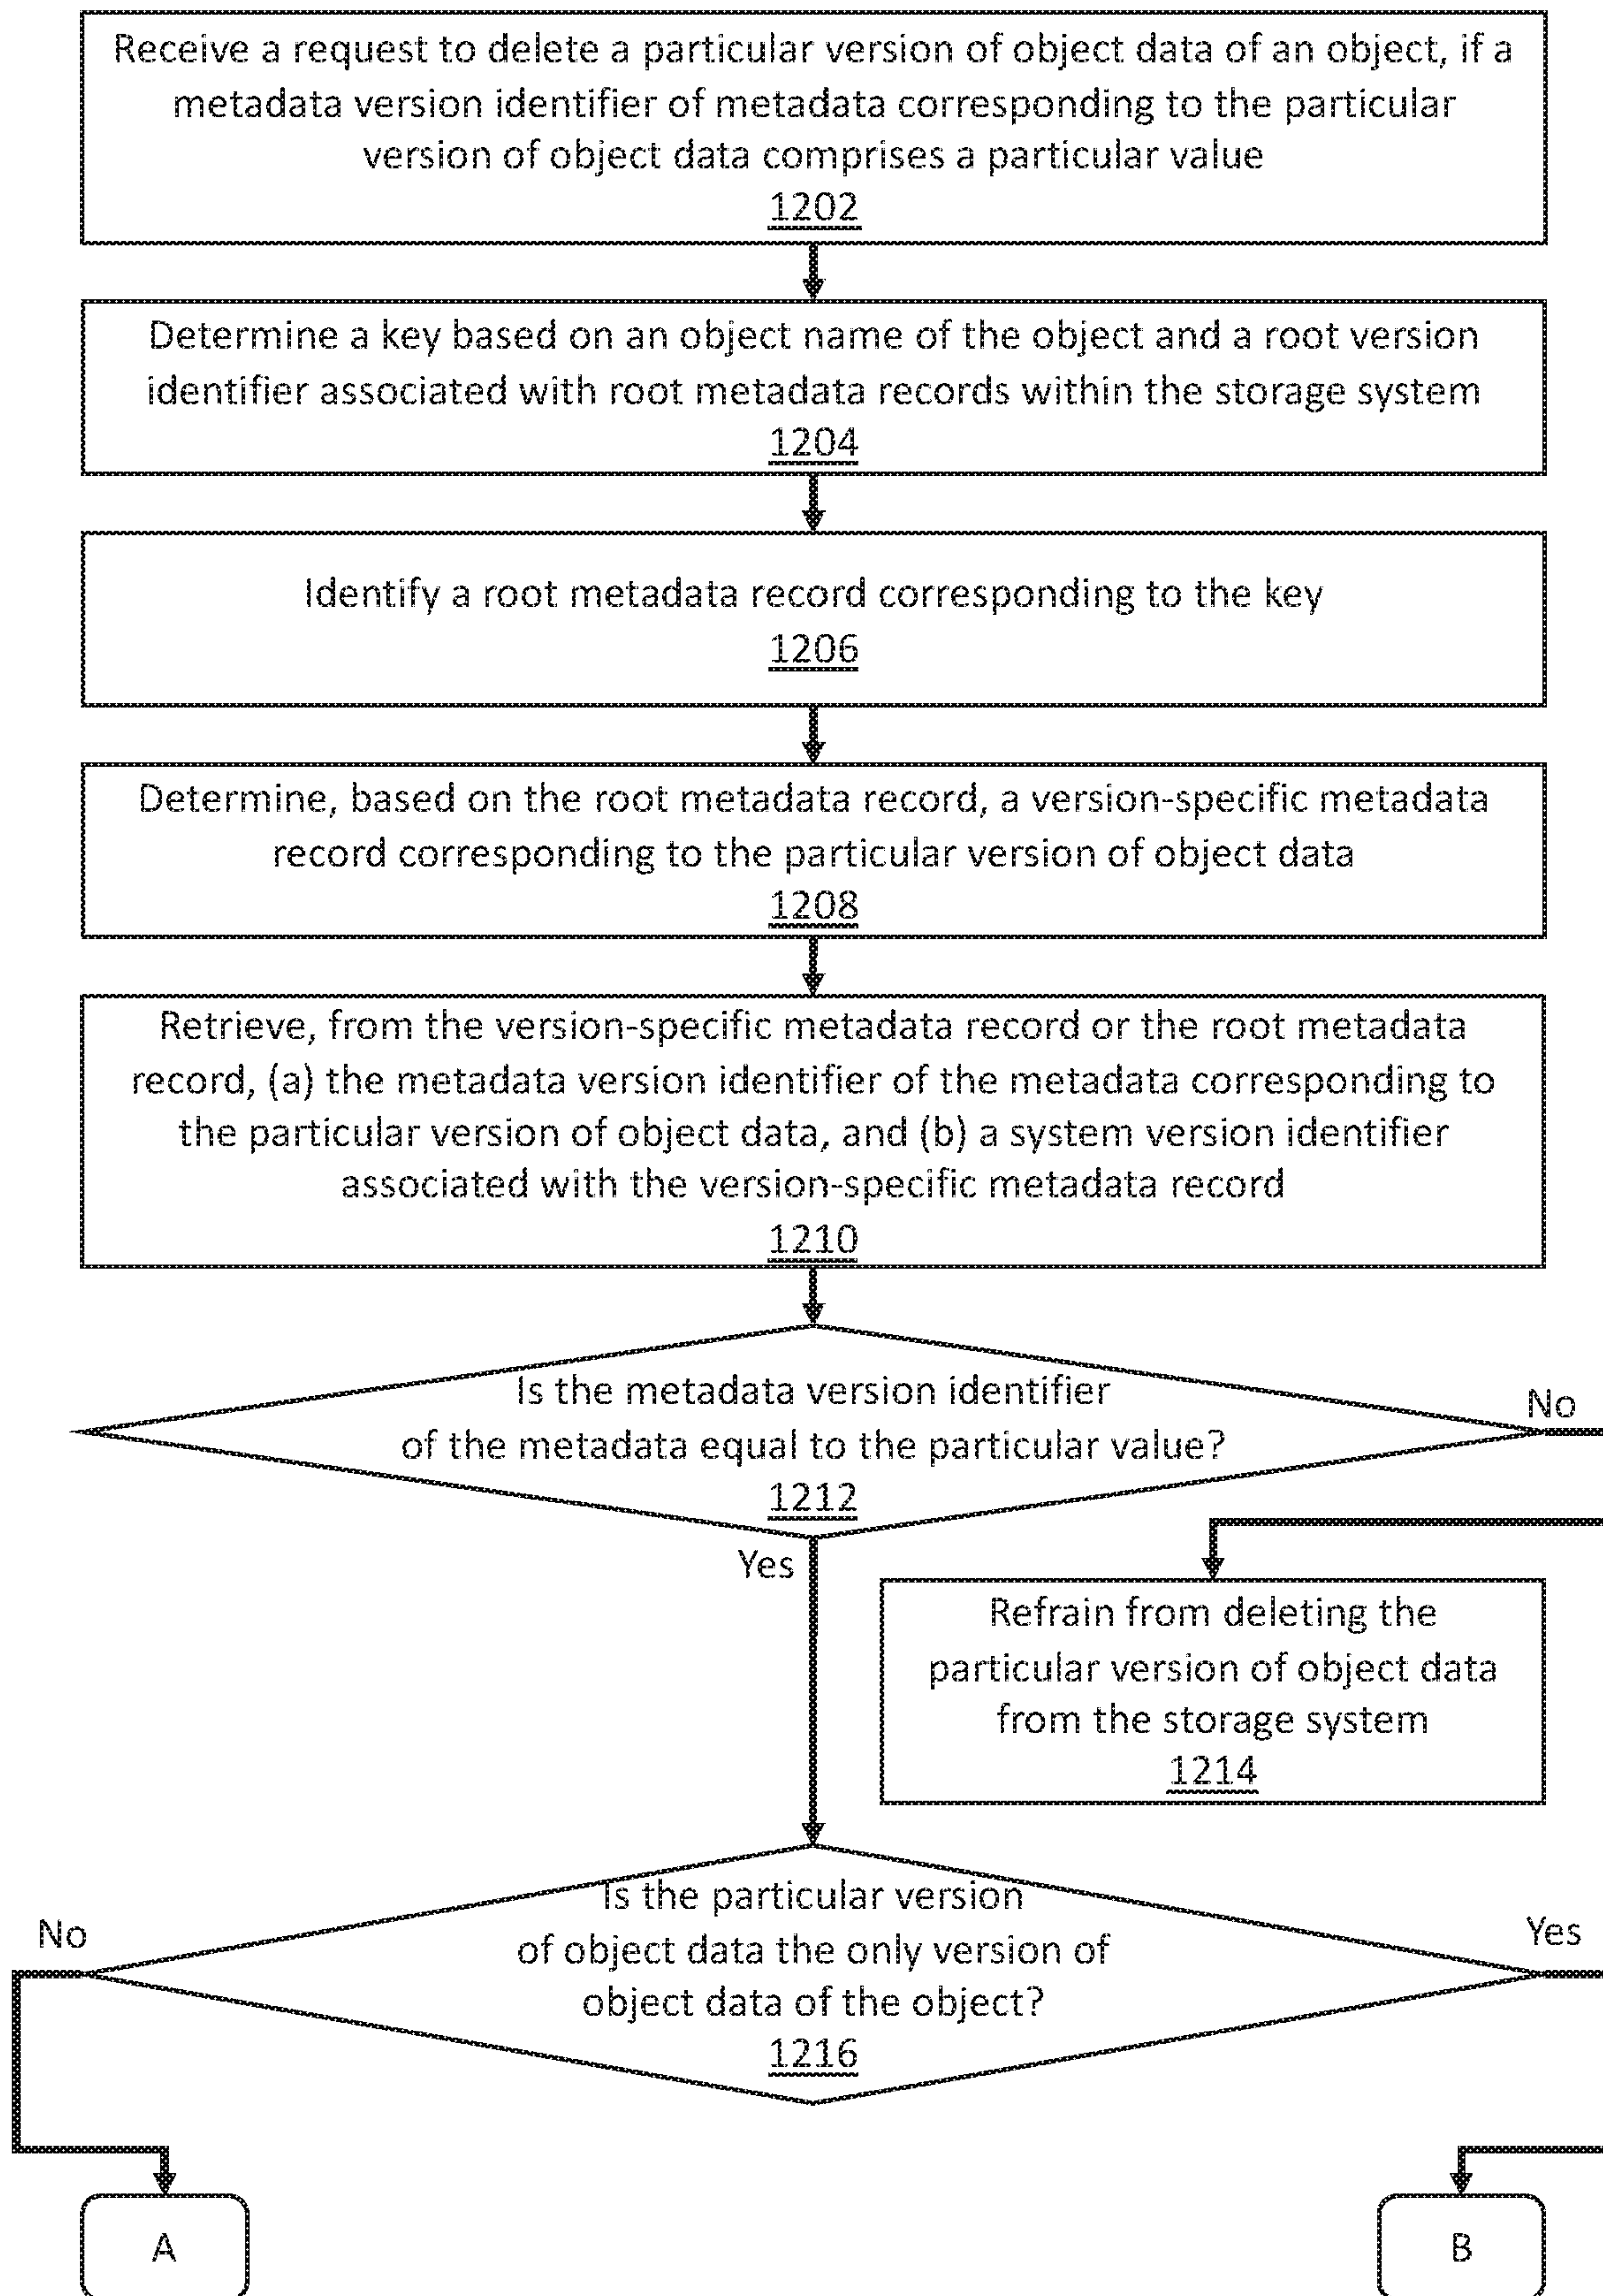 Receive a request to delete a particular version of object data of an object, if a
metadata version identifier of metadata corresponding to the particular
version of object data comprises a particular value
1202
Determine a key based on an object name of the object and a root version
identifier associated with root metadata records within the storage system
1204
Identify a root metadata record corresponding to the key
1206
Determine, based on the root metadata record, a version-specific metadata
record corresponding to the particular version of object data
1208
Retrieve, from the version-specific metadata record or the root metadata
record, (a) the metadata version identifier of the metadata corresponding to
the particular version of object data, and (b) a system version identifier
associated with the version-specific metadata record
1210
Is the metadata version identifier
of the metadata equal to the particular value?
1212
No
Yes
Refrain from deleting the
particular version of object data
from the storage system
1214
Is the particular version
of object data the only version of
object data of the object?
1216
No
Yes
A
B